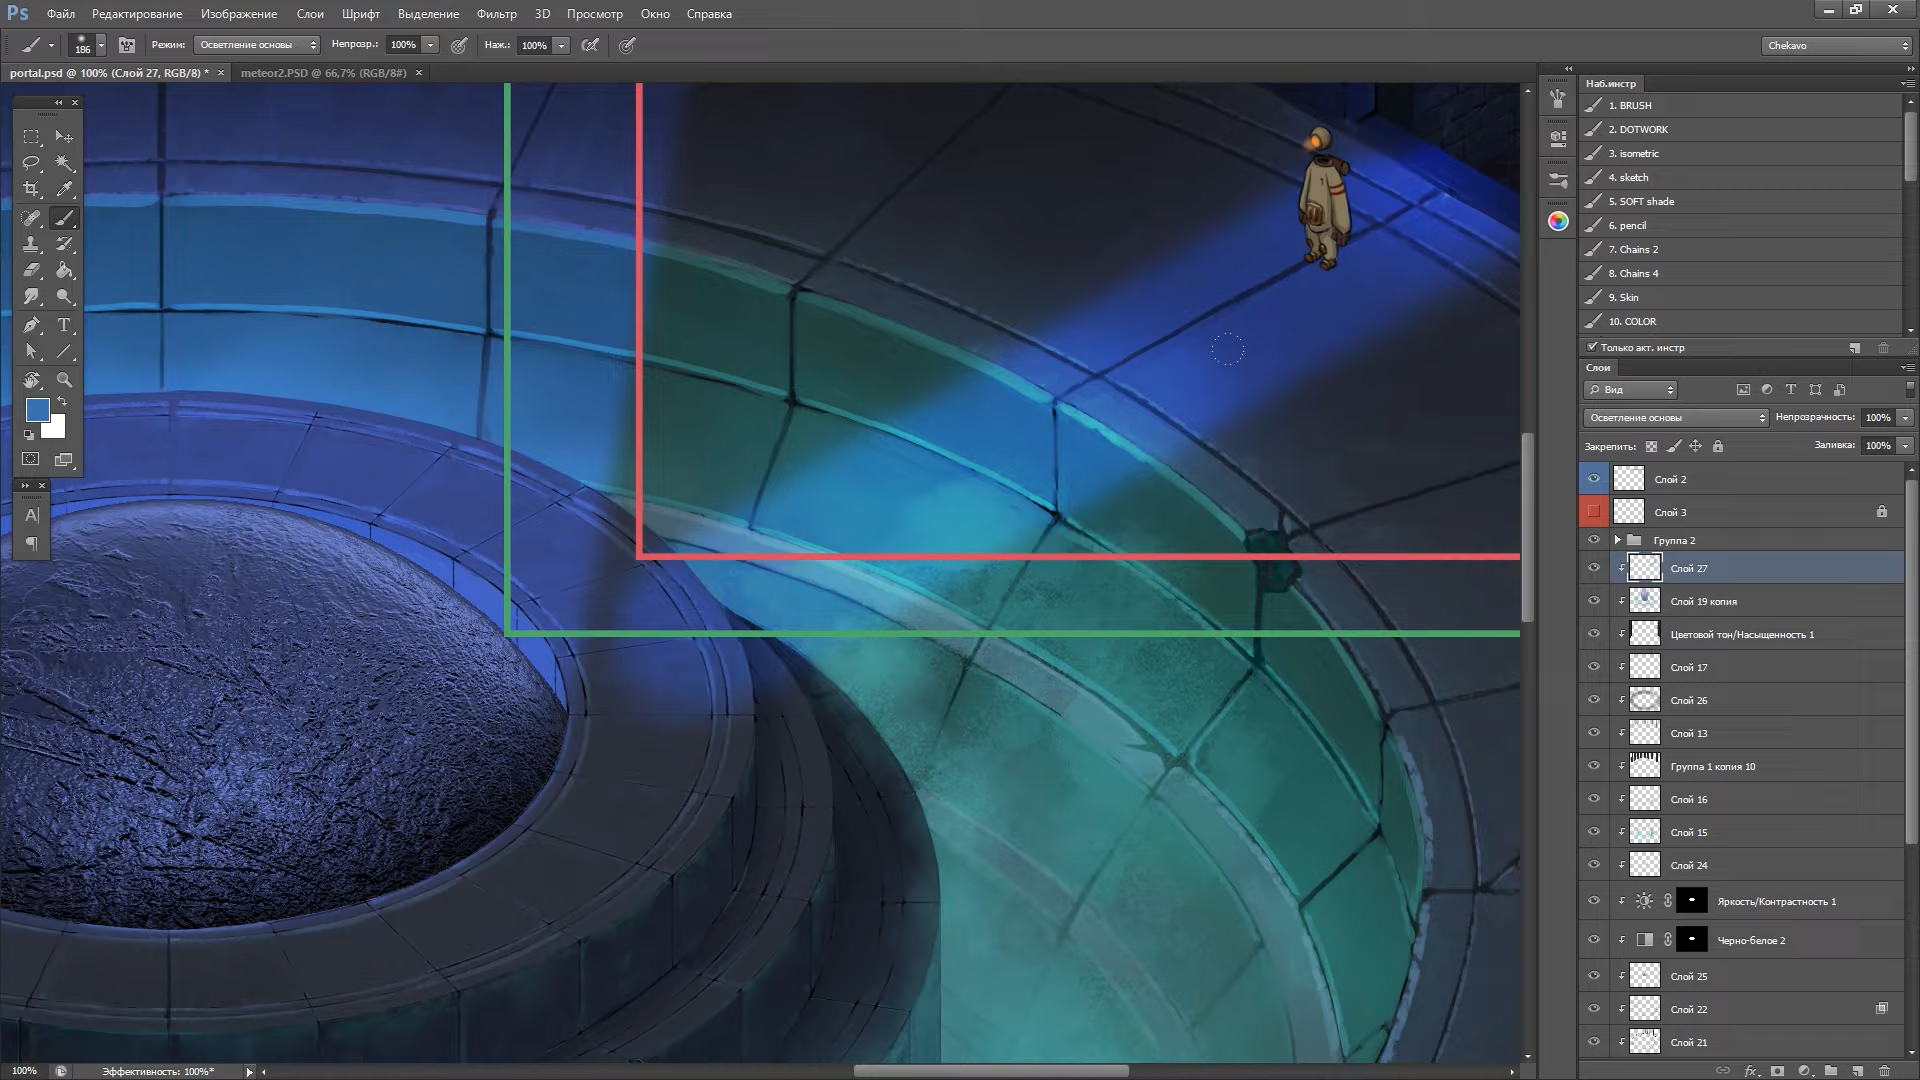 Ps Файл Редактирование Изображение Слои Шрифт Выделение Фильтр 3D Просмотр Окно Справка
186 Режим: Осветление основы Непрозр.: 100% Наж.: 100% Chekavo
portal.psd @ 100% (Слой 27, RGB/8) * × meteor2.PSD @ 66,7% (RGB/8#) ×
Наб.инстр
1. BRUSH
2. DOTWORK
3. isometric
4. sketch
5. SOFT shade
6. pencil
7. Chains 2
8. Chains 4
9. Skin
10. COLOR
Только акт. инстр
Слои
Вид
Осветление основы Непрозрачность: 100%
Закрепить: Заливка: 100%
Слой 2
Слой 3
Группа 2
Слой 27
Слой 19 копия
Цветовой тон/Насыщенность 1
Слой 17
Слой 26
Слой 13
Группа 1 копия 10
Слой 16
Слой 15
Слой 24
Яркость/Контрастность 1
Черно-белое 2
Слой 25
Слой 22
Слой 21
100% Эффективность: 100%*